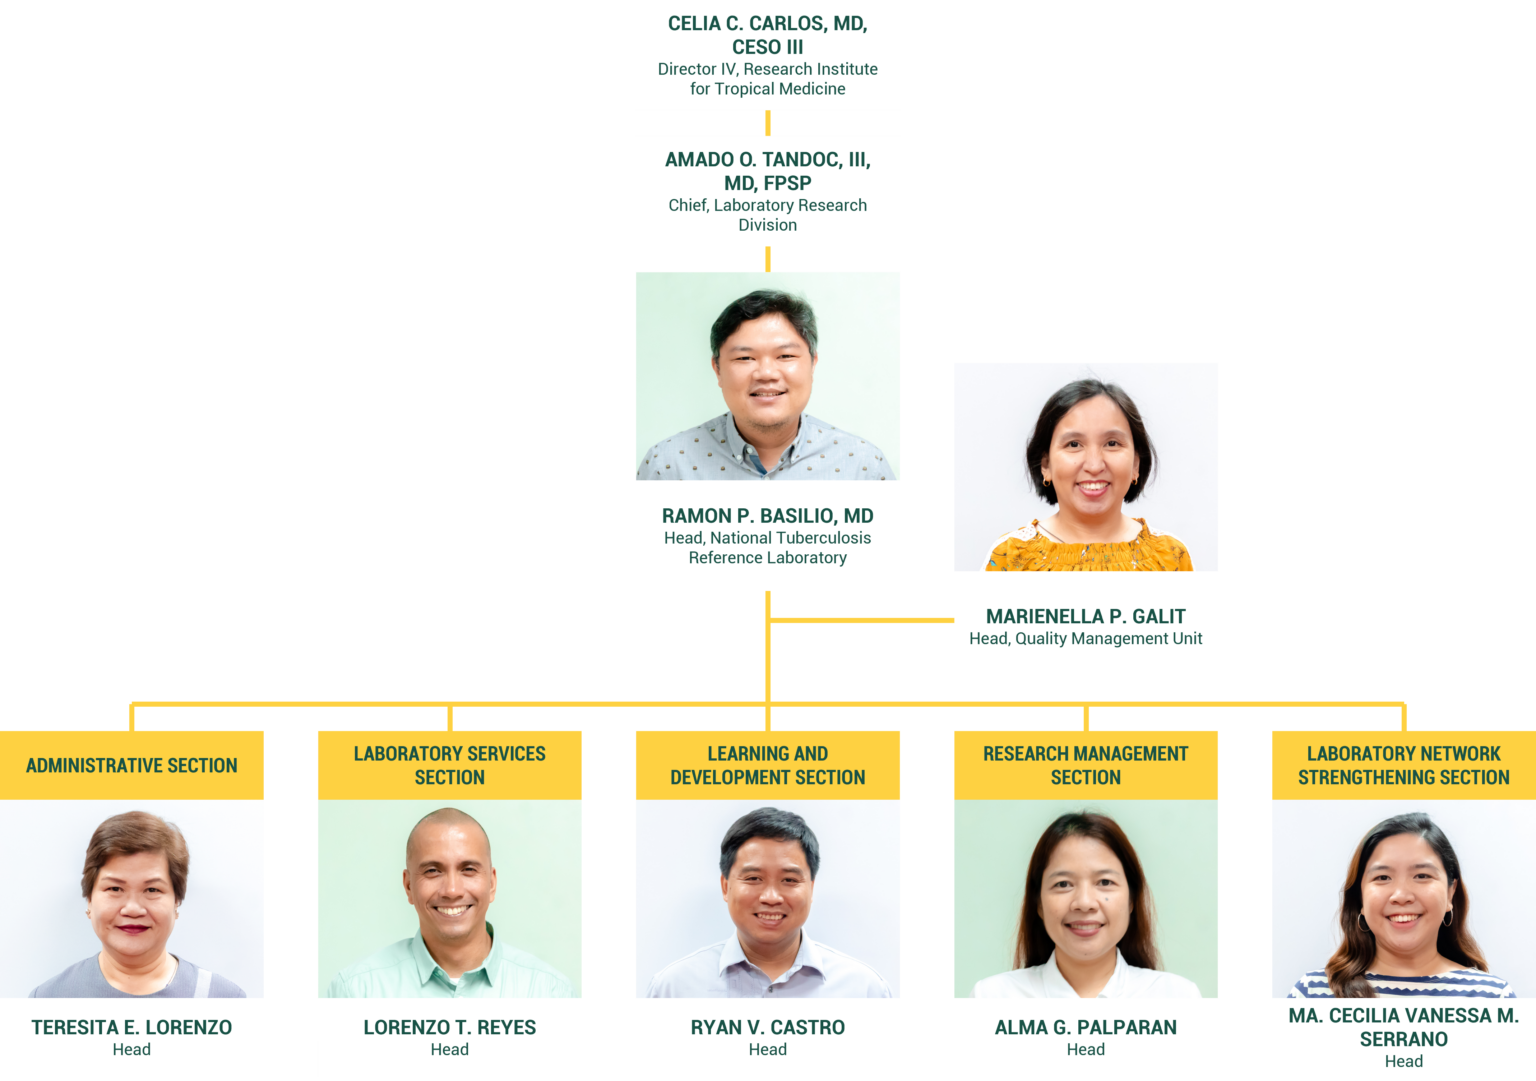 CELIA C. CARLOS, MD,
CESO III
Director IV, Research Institute
for Tropical Medicine
AMADO O. TANDOC, III,
MD, FPSP
Chief, Laboratory Research
Division
RAMON P. BASILIO, MD
Head, National Tuberculosis
Reference Laboratory
MARIENELLA P. GALIT
Head, Quality Management Unit
ADMINISTRATIVE SECTION
TERESITA E. LORENZO
Head
LABORATORY SERVICES
SECTION
LORENZO T. REYES
Head
LEARNING AND
DEVELOPMENT SECTION
RYAN V. CASTRO
Head
RESEARCH MANAGEMENT
SECTION
ALMA G. PALPARAN
Head
LABORATORY NETWORK
STRENGTHENING SECTION
MA. CECILIA VANESSA M.
SERRANO
Head